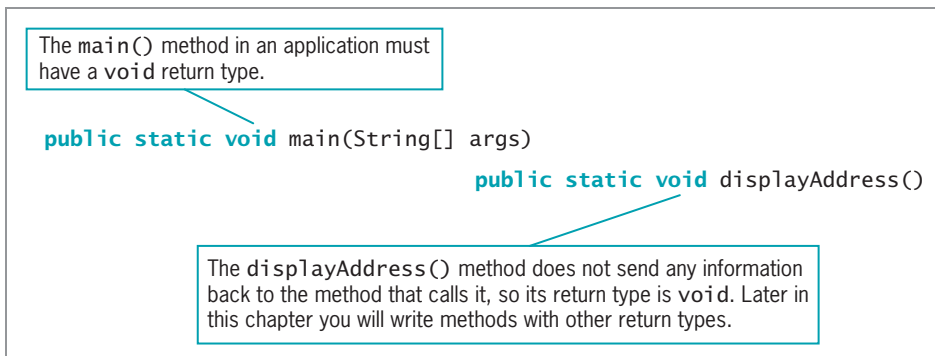 The main() method in an application must
have a void return type.
public static void main(String[] args)
public static void displayAddress()
The displayAddress() method does not send any information
back to the method that calls it, so its return type is void. Later in
this chapter you will write methods with other return types.